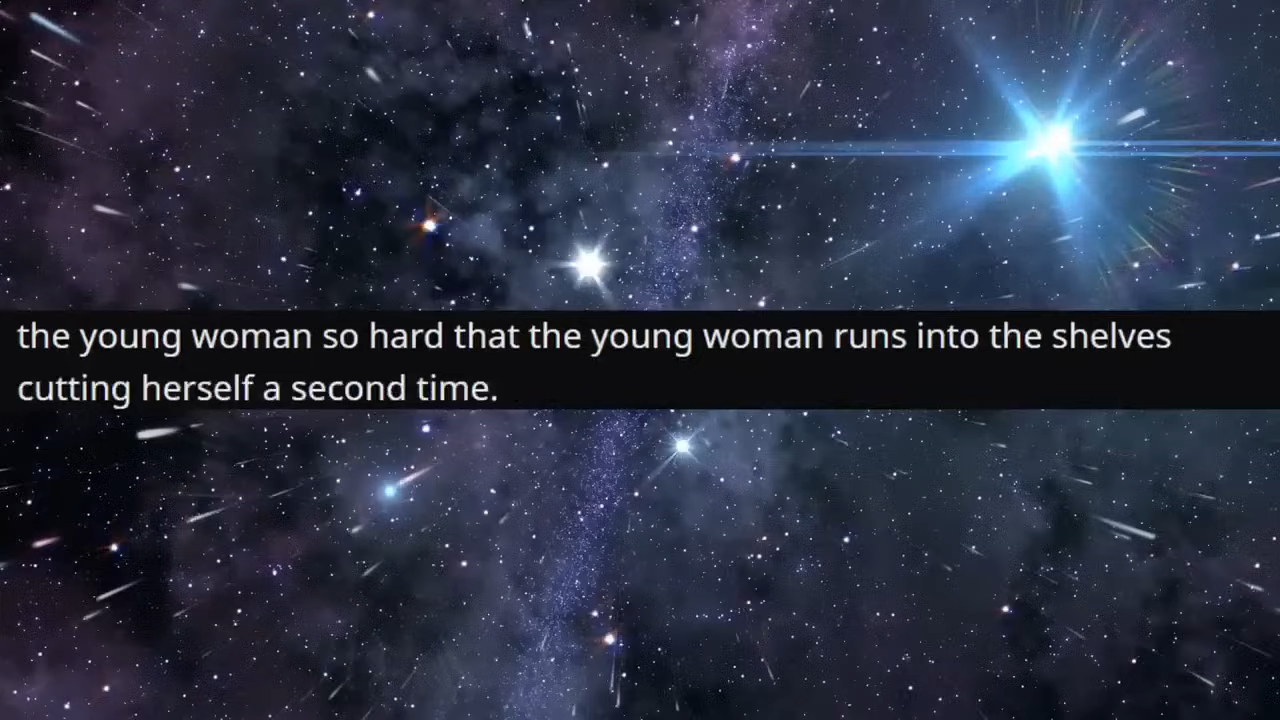 the young woman so hard that the young woman runs into the shelves
cutting herself a second time.